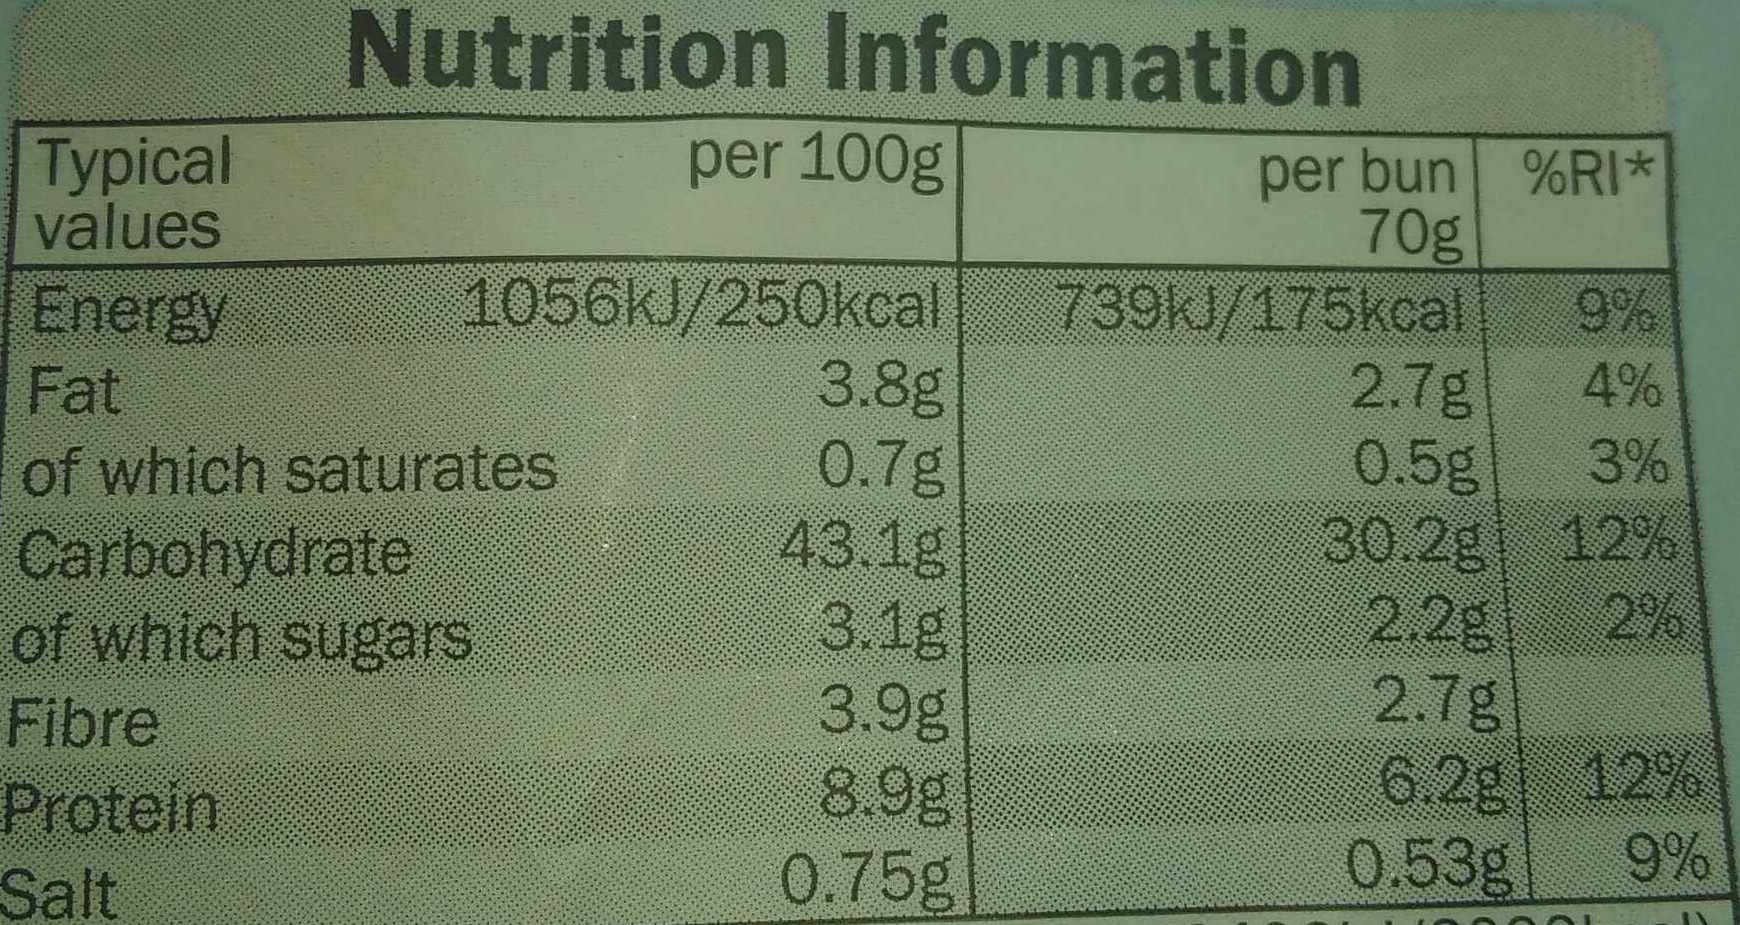 Nutrition Information
Typical values per 100g per bun 70g %RI*
Energy 1056kJ/250kcal 739kJ/175kcal 9%
Fat 3.8g 2.7g 4%
of which saturates 0.7g 0.5g 3%
Carbohydrate 43.1g 30.2g 12%
of which sugars 3.1g 2.2g 2%
Fibre 3.9g 2.7g
Protein 8.9g 6.2g 12%
Salt 0.75g 0.53g 9%